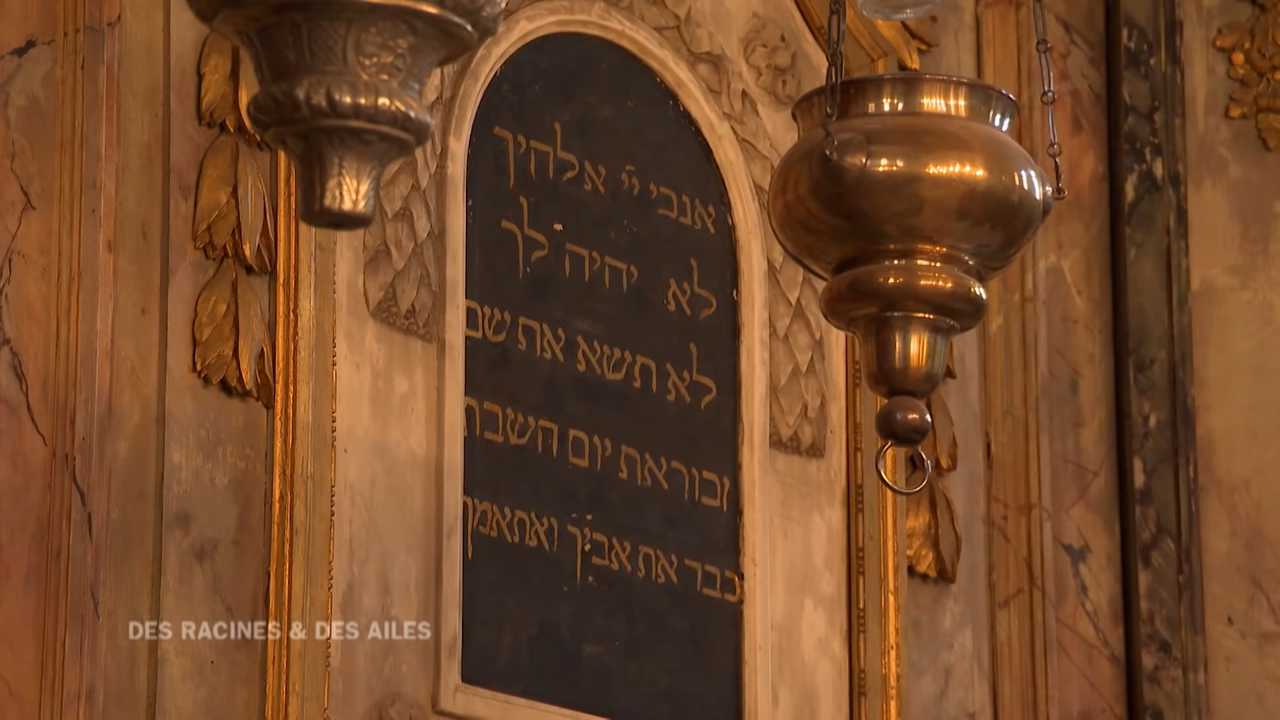 אנכי יי אלהיך
לא יהיה לך
לא תשא את שם
זכור את יום השבת
כבד את אביך ואת אמך
DES RACINES & DES AILES